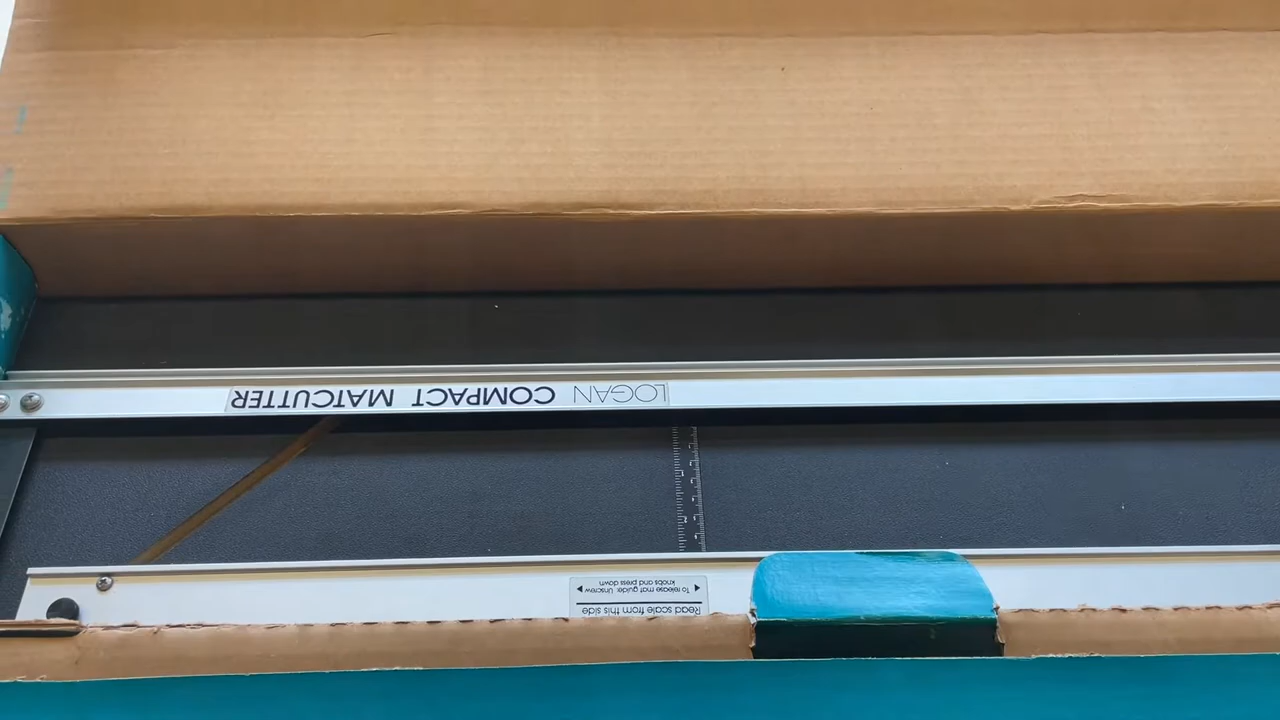 LOGAN COMPACT MATCUTTER
Read scale from this side
To release mat guide: Unscrew
knobs and press down